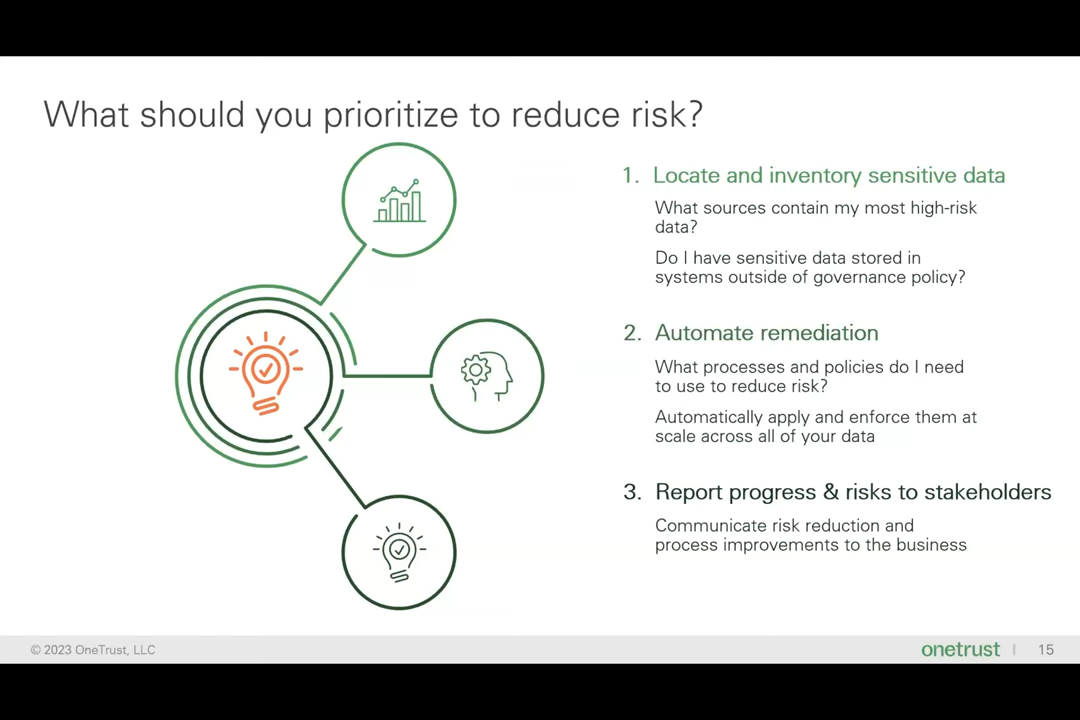 What should you prioritize to reduce risk?
1. Locate and inventory sensitive data
What sources contain my most high-risk
data?
Do I have sensitive data stored in
systems outside of governance policy?
2. Automate remediation
What processes and policies do I need
to use to reduce risk?
Automatically apply and enforce them at
scale across all of your data
3. Report progress & risks to stakeholders
Communicate risk reduction and
process improvements to the business
© 2023 OneTrust, LLC
onetrust | 15